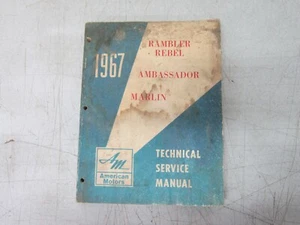 1967
RAMBLER
REBEL
AMBASSADOR
MARLIN
AM
American
Motors
TECHNICAL
SERVICE
MANUAL